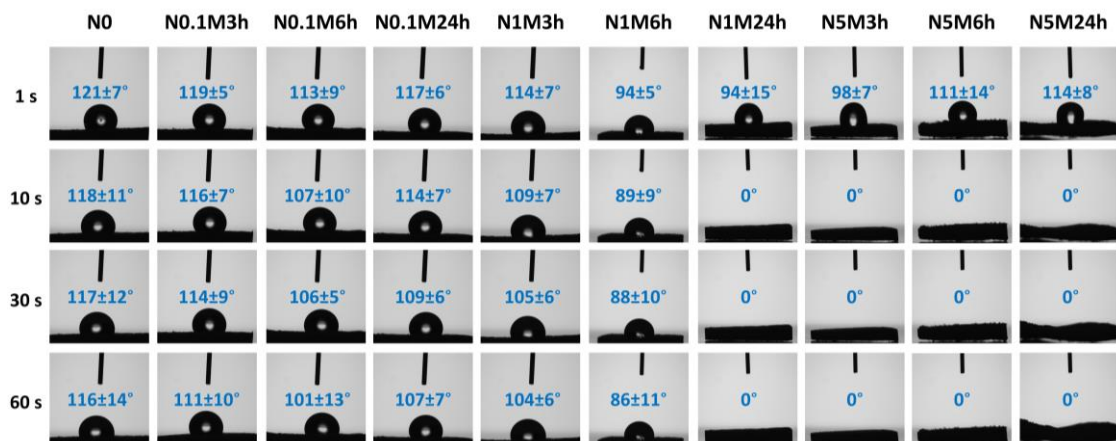 N0 N0.1M3h N0.1M6h N0.1M24h N1M3h N1M6h N1M24h N5M3h N5M6h N5M24h
1 s 121±7° 119±5° 113±9° 117±6° 114±7° 94±5° 94±15° 98±7° 111±14° 114±8°
10 s 118±11° 116±7° 107±10° 114±7° 109±7° 89±9° 0° 0° 0° 0°
30 s 117±12° 114±9° 106±5° 109±6° 105±6° 88±10° 0° 0° 0° 0°
60 s 116±14° 111±10° 101±13° 107±7° 104±6° 86±11° 0° 0° 0° 0°